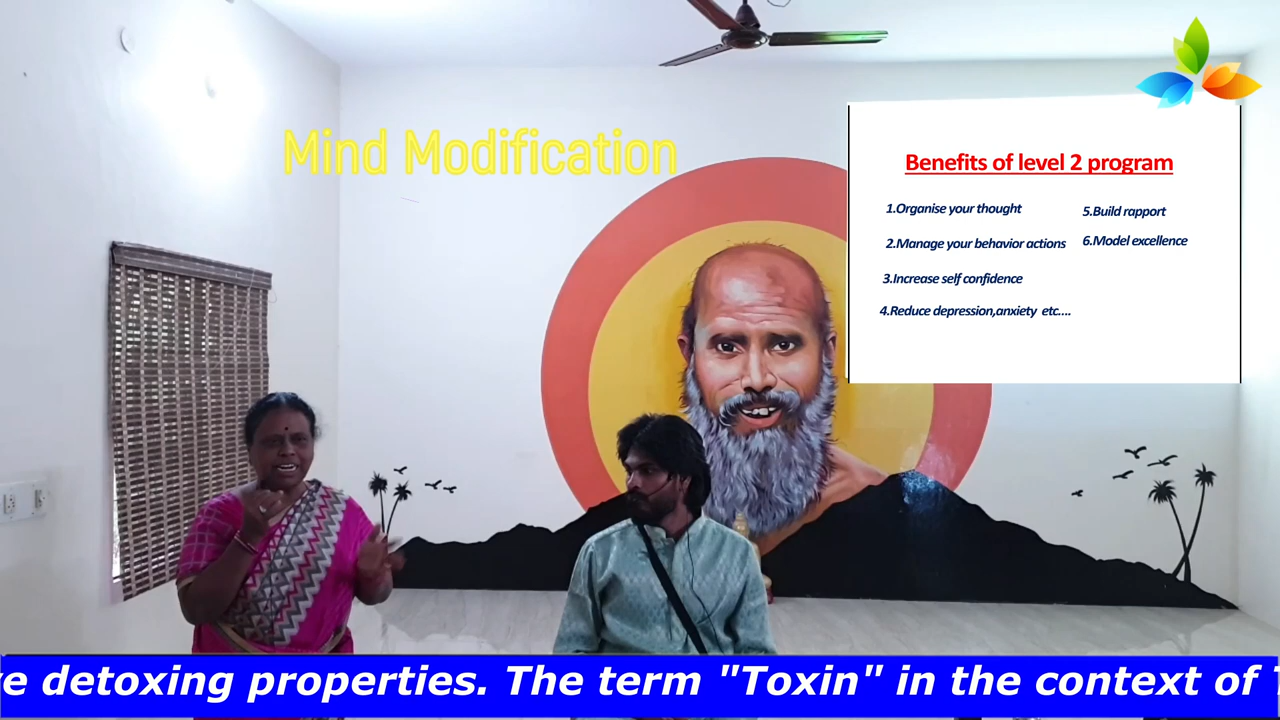 Mind Modification
Benefits of level 2 program
1.Organise your thought
2.Manage your behavior actions
3.Increase self confidence
4.Reduce depression,anxiety etc....
5.Build rapport
6.Model excellence
detoxing properties. The term "Toxin" in the context of